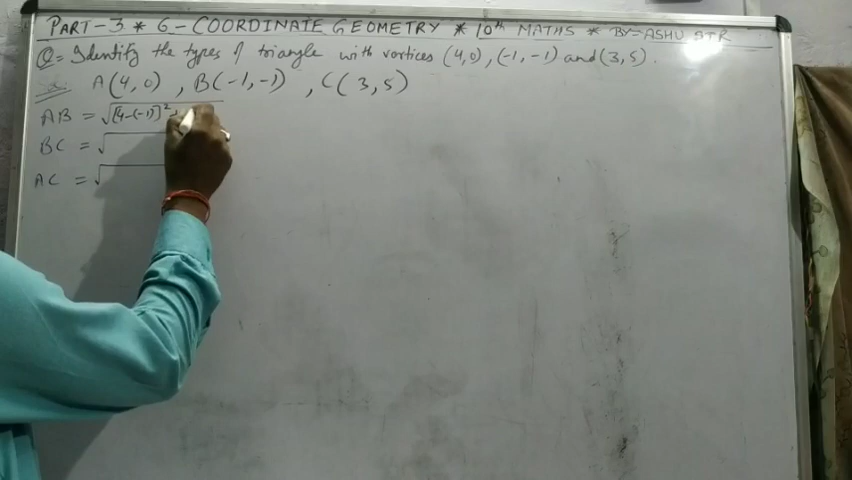 PART-3 * 6-COORDINATE GEOMETRY * 10th MATHS * BY=ASHU SIR
Q= Identify the types of triangle with vertices (4,0), (-1,-1) and (3,5).
A(4,0), B(-1,-1), C(3,5)
AB = √[4-(-1)]²+
BC = √
AC = √